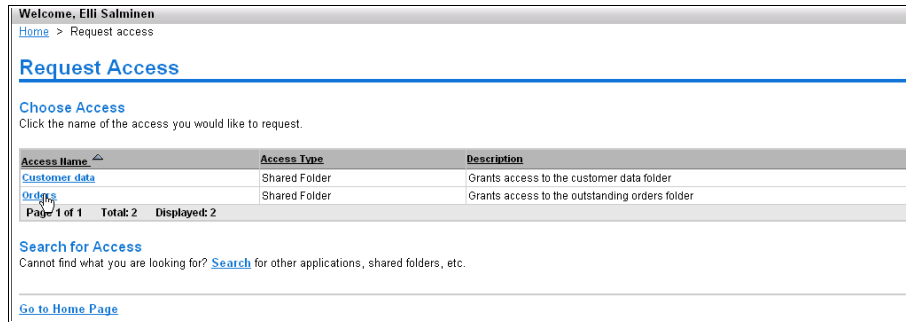 Welcome, Elli Salminen
Home > Request access
Request Access
Choose Access
Click the name of the access you would like to request.
Access Name Access Type Description
Customer data Shared Folder Grants access to the customer data folder
Orders Shared Folder Grants access to the outstanding orders folder
Page 1 of 1 Total: 2 Displayed: 2
Search for Access
Cannot find what you are looking for? Search for other applications, shared folders, etc.
Go to Home Page